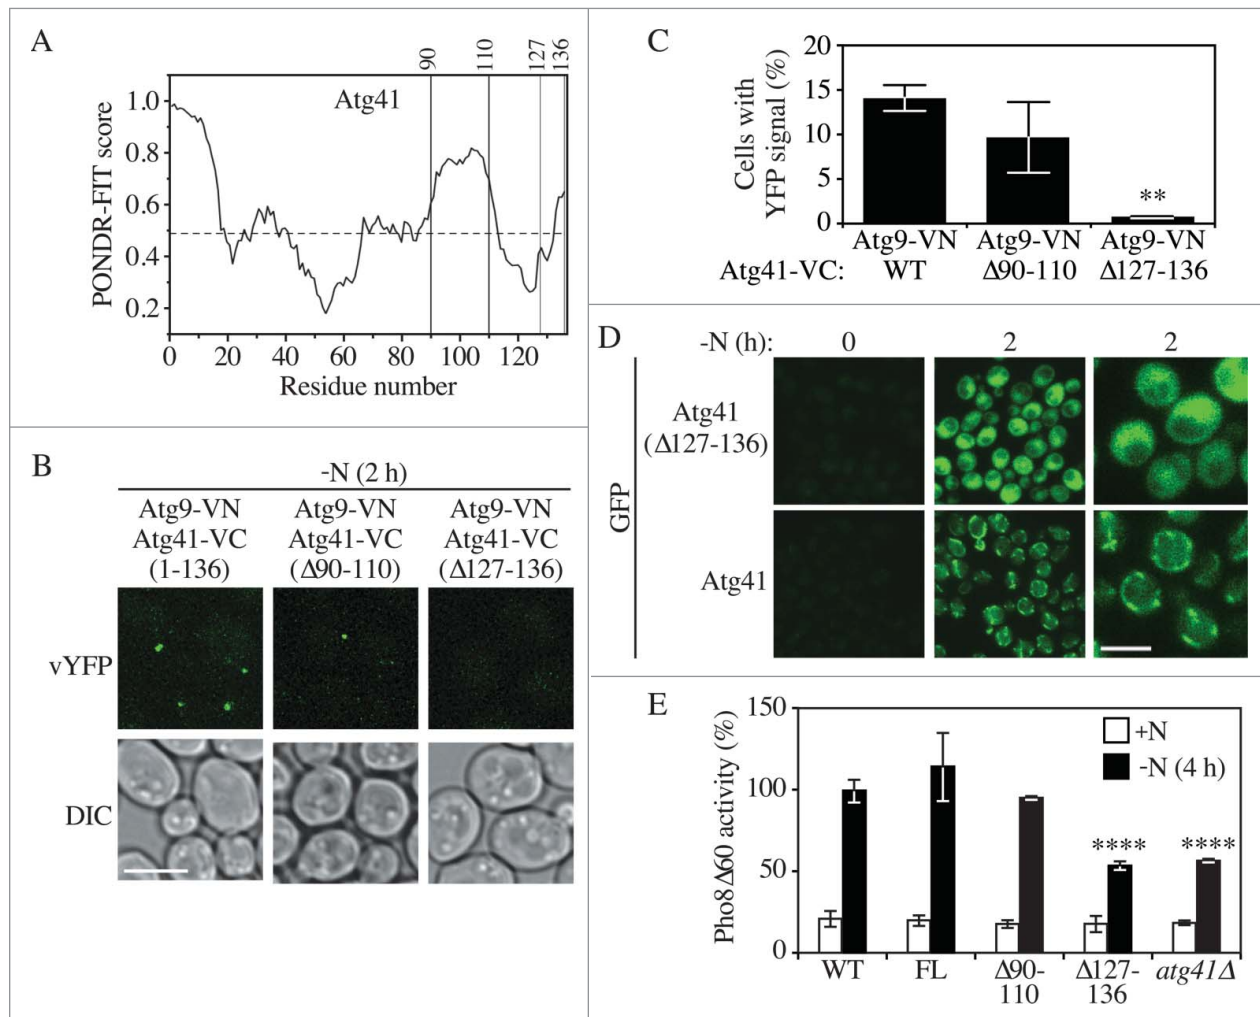 A
90 110 127 136
Atg41
PONDR-FIT score
1.0
0.8
0.6
0.4
0.2
0 20 40 60 80 100 120
Residue number
B
-N (2 h)
Atg9-VN Atg9-VN Atg9-VN
Atg41-VC Atg41-VC Atg41-VC
(1-136) (Δ90-110) (Δ127-136)
vYFP
DIC
C
Cells with
YFP signal (%)
20
15
10
5
0
**
Atg9-VN Atg9-VN Atg9-VN
Atg41-VC: WT Δ90-110 Δ127-136
D
-N (h): 0 2 2
GFP
Atg41
(Δ127-136)
Atg41
E
Pho8Δ60 activity (%)
150
100
50
0
+N
-N (4 h)
**** ****
WT FL Δ90- Δ127- atg41Δ
110 136